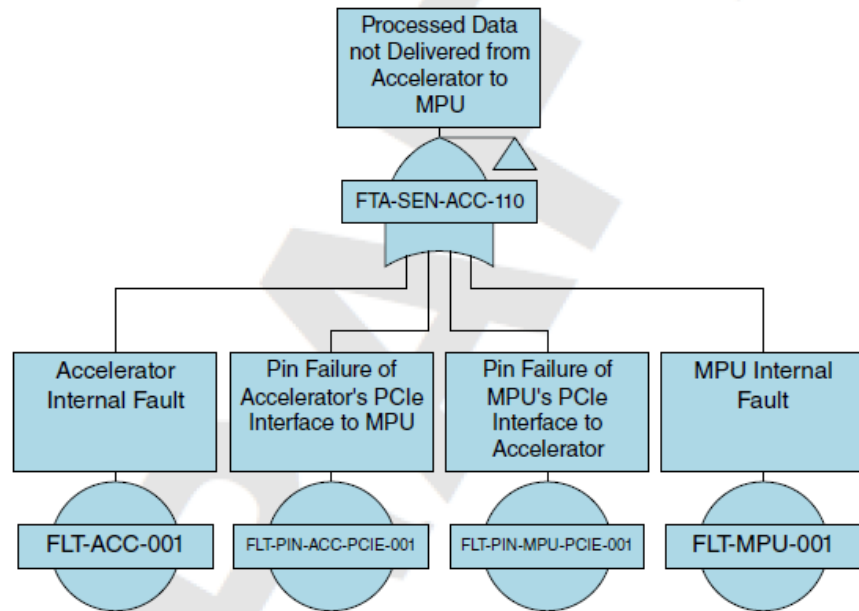 Processed Data
not Delivered from
Accelerator to
MPU
FTA-SEN-ACC-110
Accelerator
Internal Fault
Pin Failure of
Accelerator's PCIe
Interface to MPU
Pin Failure of
MPU's PCIe
Interface to
Accelerator
MPU Internal
Fault
FLT-ACC-001
FLT-PIN-ACC-PCIE-001
FLT-PIN-MPU-PCIE-001
FLT-MPU-001